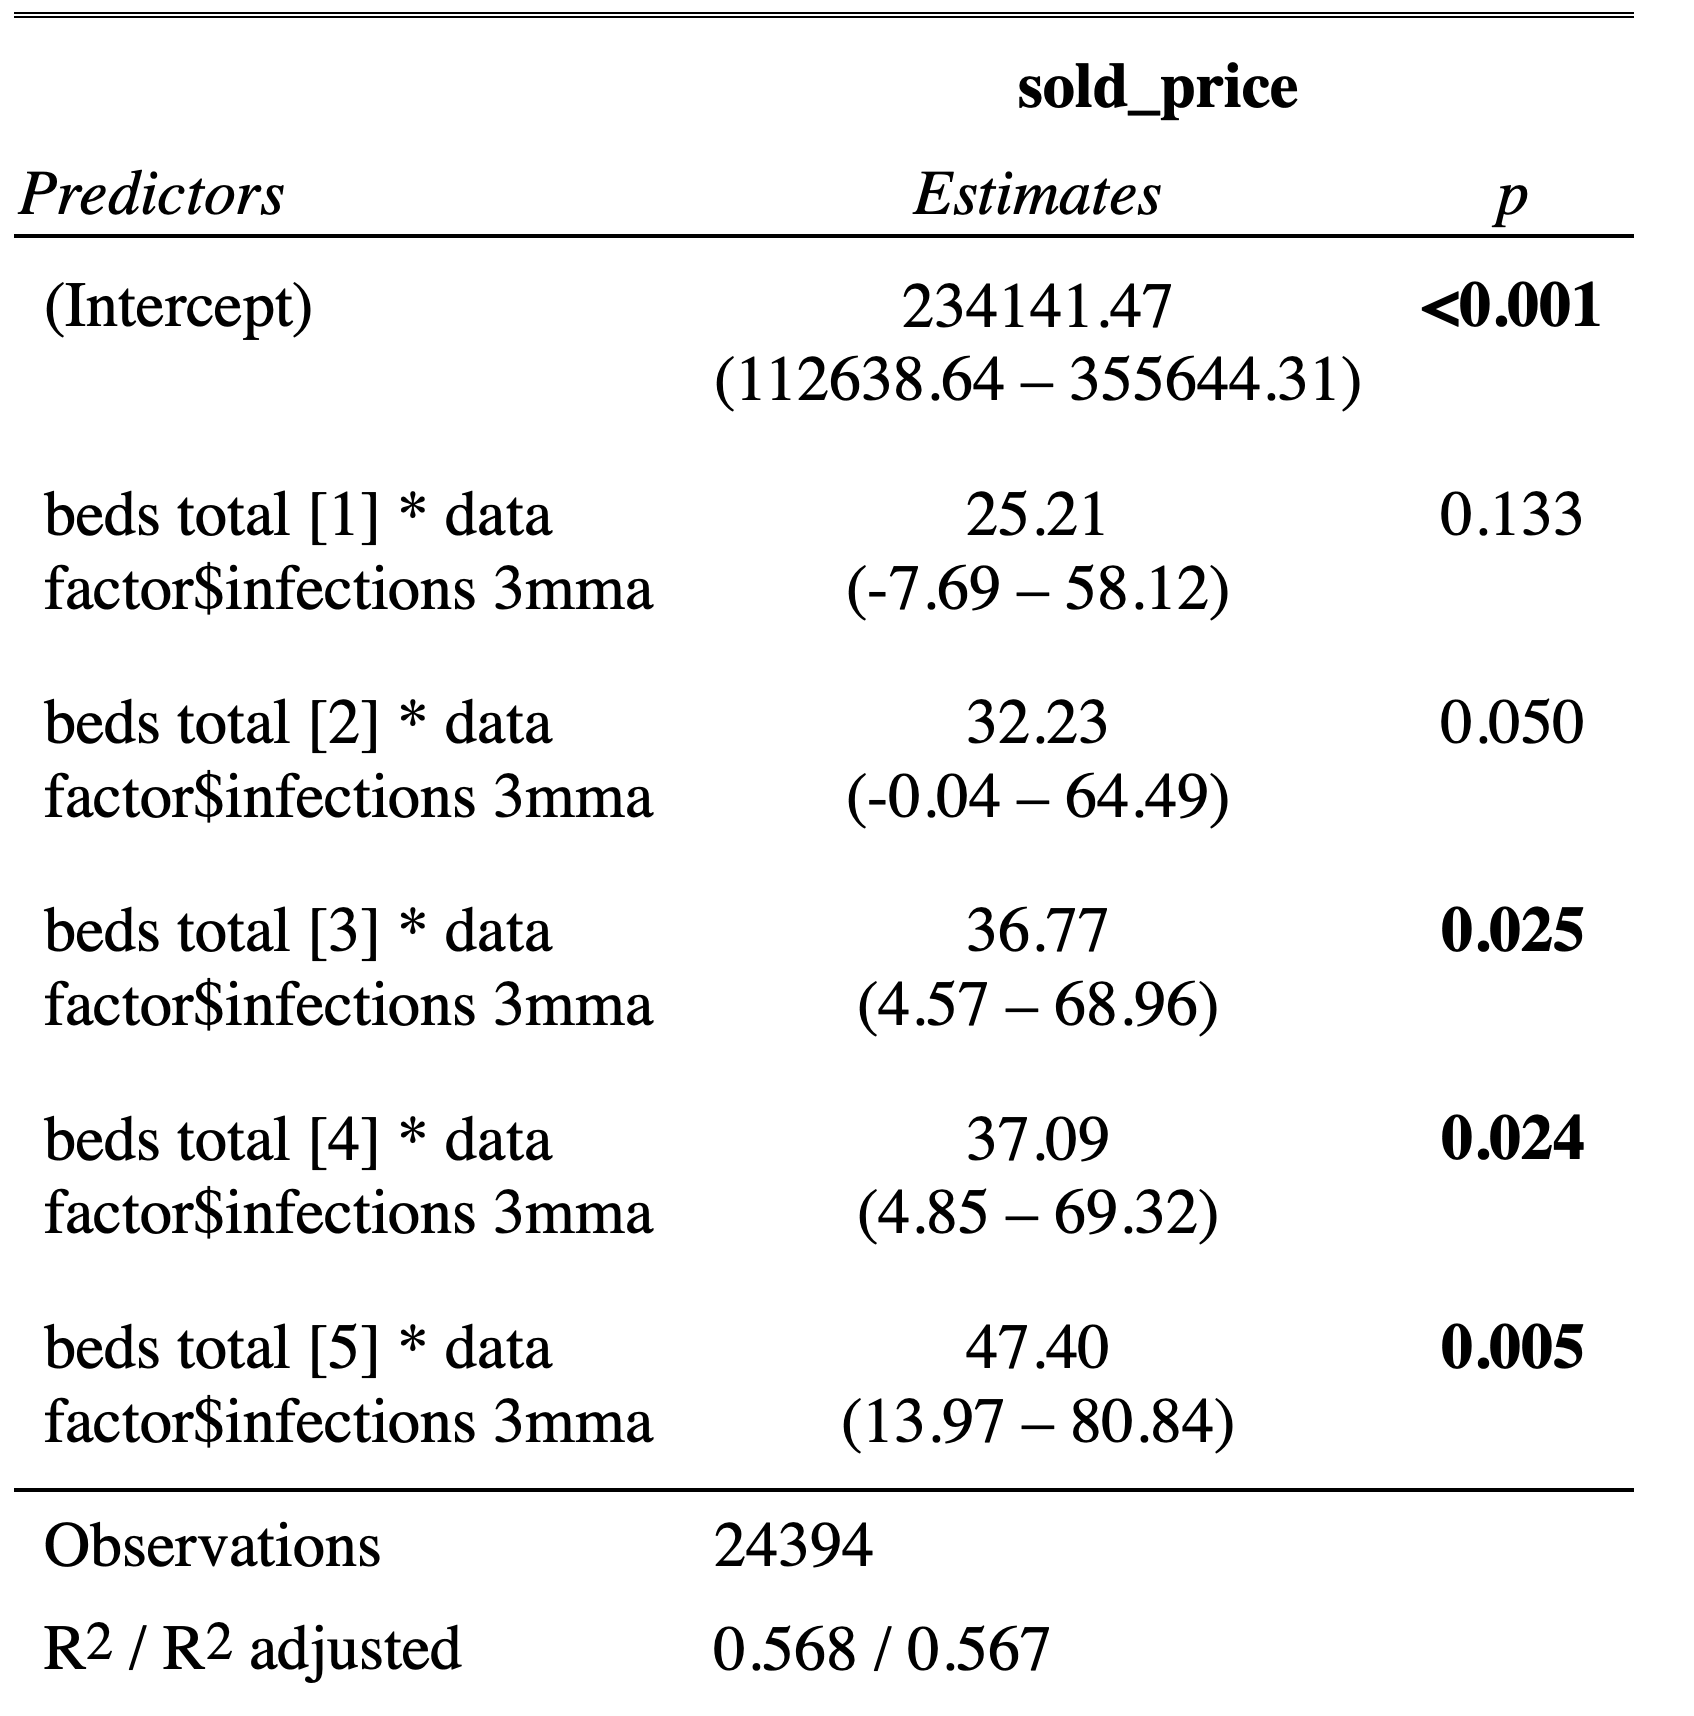 sold_price
Predictors Estimates p
(Intercept) 234141.47 <0.001
(112638.64 – 355644.31)
beds total [1] * data 25.21 0.133
factor$infections 3mma (-7.69 – 58.12)
beds total [2] * data 32.23 0.050
factor$infections 3mma (-0.04 – 64.49)
beds total [3] * data 36.77 0.025
factor$infections 3mma (4.57 – 68.96)
beds total [4] * data 37.09 0.024
factor$infections 3mma (4.85 – 69.32)
beds total [5] * data 47.40 0.005
factor$infections 3mma (13.97 – 80.84)
Observations 24394
R2 / R2 adjusted 0.568 / 0.567